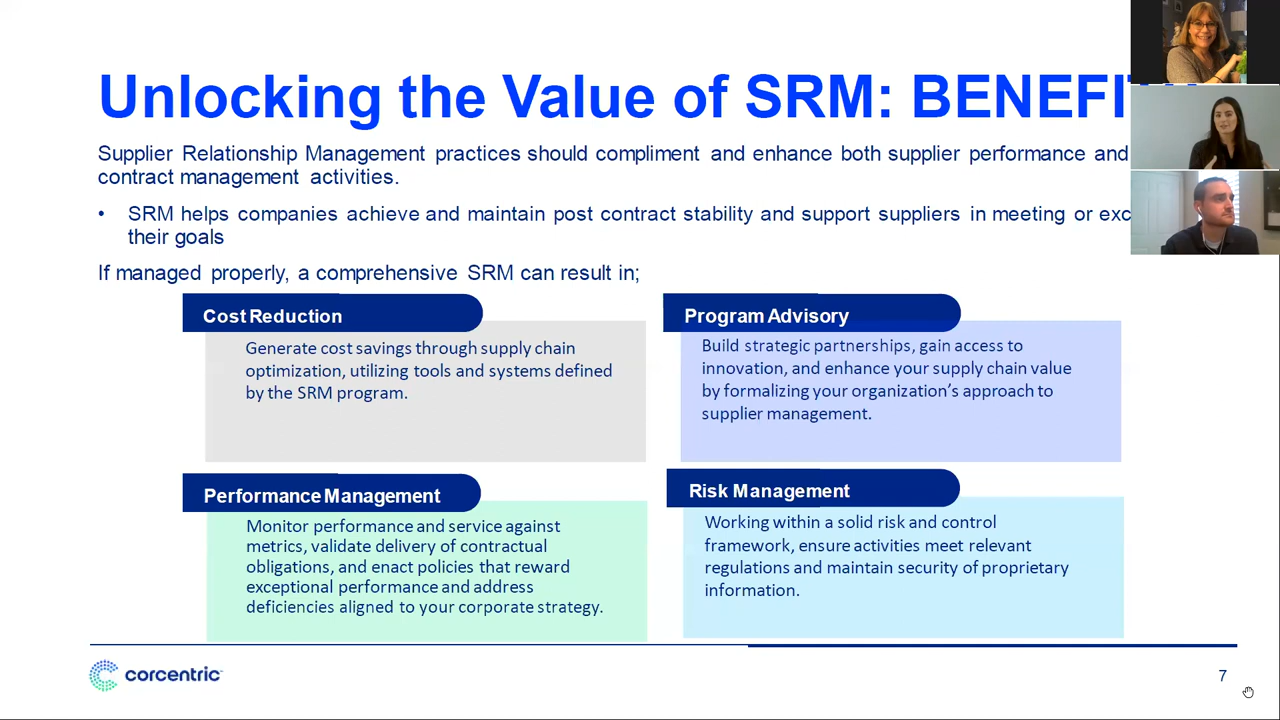 Unlocking the Value of SRM: BENEFI
Supplier Relationship Management practices should compliment and enhance both supplier performance and
contract management activities.
• SRM helps companies achieve and maintain post contract stability and support suppliers in meeting or exc
their goals
If managed properly, a comprehensive SRM can result in;
Cost Reduction
Generate cost savings through supply chain
optimization, utilizing tools and systems defined
by the SRM program.
Program Advisory
Build strategic partnerships, gain access to
innovation, and enhance your supply chain value
by formalizing your organization's approach to
supplier management.
Performance Management
Monitor performance and service against
metrics, validate delivery of contractual
obligations, and enact policies that reward
exceptional performance and address
deficiencies aligned to your corporate strategy.
Risk Management
Working within a solid risk and control
framework, ensure activities meet relevant
regulations and maintain security of proprietary
information.
corcentric
7